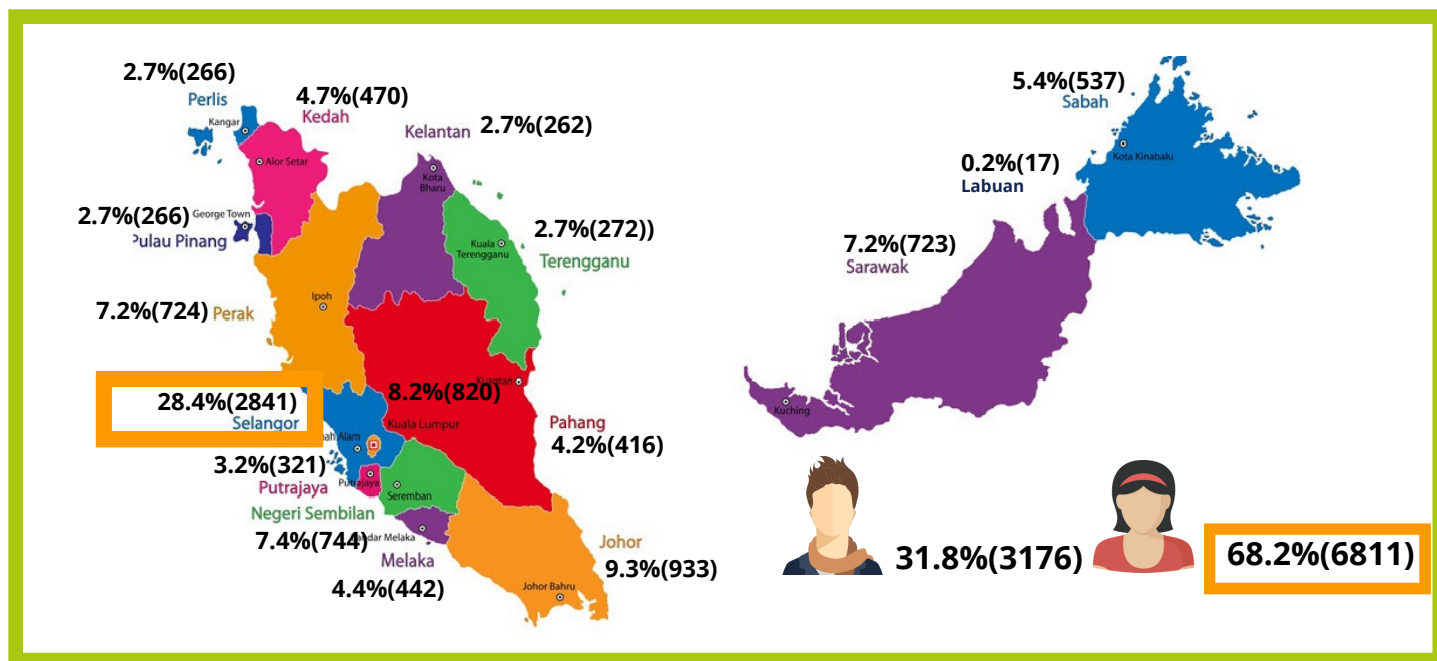 2.7%(266)
Perlis
Kangar
4.7%(470)
Kedah
Alor Setar
Kelantan 2.7%(262)
Kota
Bharu
2.7%(266)
George Town
Pulau Pinang
2.7%(272))
Kuala
Terengganu
Terengganu
Ipoh
7.2%(724) Perak
28.4%(2841)
Selangor
8.2%(820)
Kuala Lumpur
Kuantan
Pahang
4.2%(416)
Alam
3.2%(321)
Putrajaya
Putrajaya
Seremban
Negeri Sembilan
7.4%(744)
Melaka
Melaka
4.4%(442)
Johor
9.3%(933)
Johor Bahru
5.4%(537)
Sabah
Kota Kinabalu
0.2%(17)
Labuan
7.2%(723)
Sarawak
Kuching
31.8%(3176)
68.2%(6811)